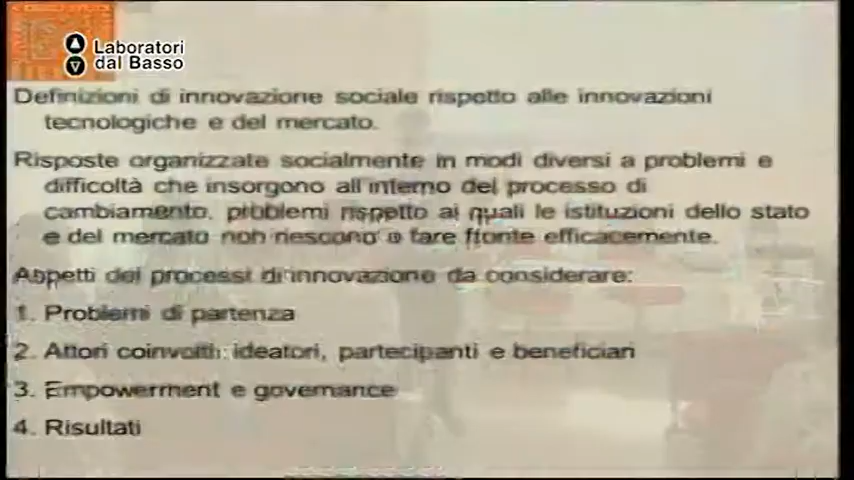 Laboratori
dal Basso
Definizioni di innovazione sociale rispetto alle innovazioni
tecnologiche e del mercato.
Risposte organizzate socialmente in modi diversi a problemi e
difficoltà che insorgono all'interno del processo di
cambiamento, problemi rispetto ai quali le istituzioni dello stato
e del mercato non riescono a fare fronte efficacemente.
Aspetti dei processi di innovazione da considerare:
1. Problemi di partenza
2. Attori coinvolti: ideatori, partecipanti e beneficiari
3. Empowerment e governance
4. Risultati